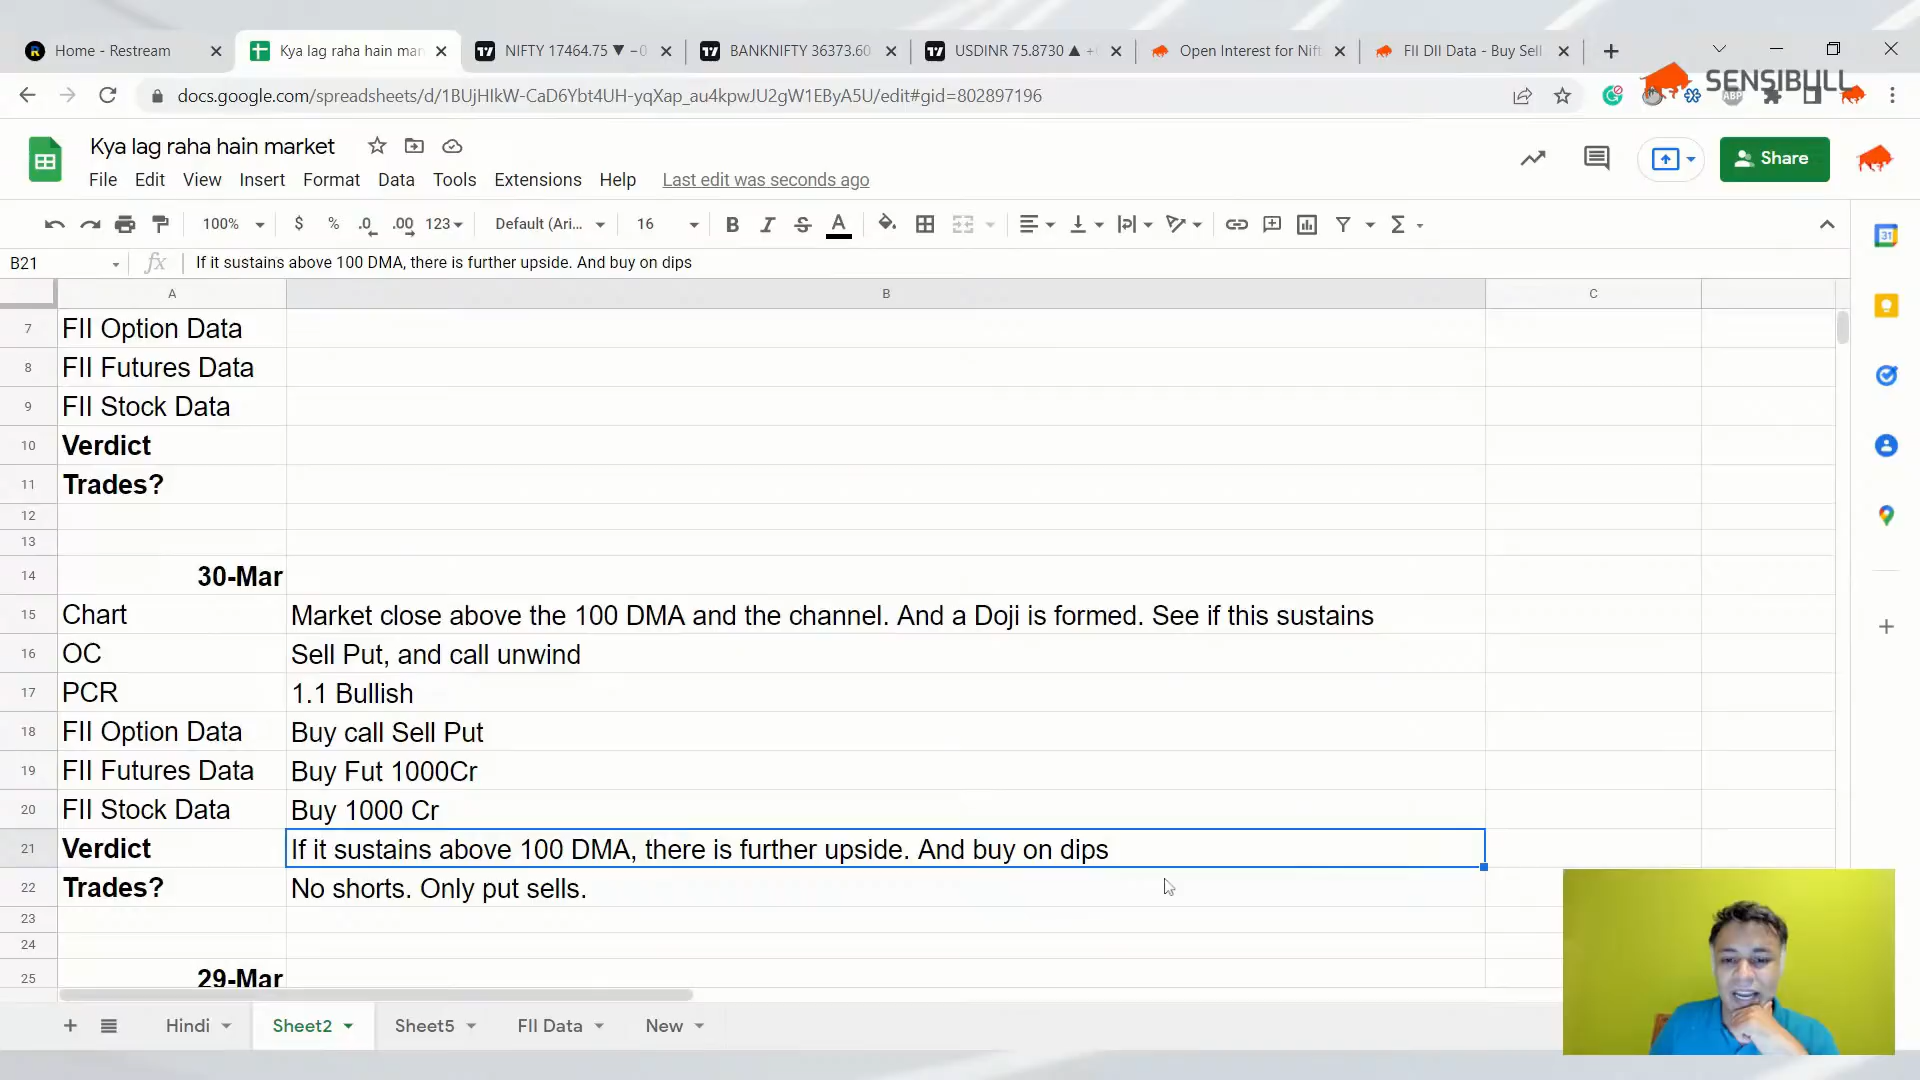 Home - Restream
Kya lag raha hain mar
NIFTY 17464.75 ▼ −0
BANKNIFTY 36373.60
USDINR 75.8730 ▲ +
Open Interest for Nift
FII DII Data - Buy Sell
SENSIBULL
docs.google.com/spreadsheets/d/1BUjHIkW-CaD6Ybt4UH-yqXap_au4kpwJU2gW1EByA5U/edit#gid=802897196
Kya lag raha hain market
File Edit View Insert Format Data Tools Extensions Help Last edit was seconds ago
Share
100% $ % .0 .00 123 Default (Ari... 16 B I S A
31
B21 fx If it sustains above 100 DMA, there is further upside. And buy on dips
A B C
7 FII Option Data
8 FII Futures Data
9 FII Stock Data
10 Verdict
11 Trades?
12
13
14 30-Mar
15 Chart Market close above the 100 DMA and the channel. And a Doji is formed. See if this sustains
16 OC Sell Put, and call unwind
17 PCR 1.1 Bullish
18 FII Option Data Buy call Sell Put
19 FII Futures Data Buy Fut 1000Cr
20 FII Stock Data Buy 1000 Cr
21 Verdict If it sustains above 100 DMA, there is further upside. And buy on dips
22 Trades? No shorts. Only put sells.
23
24
25 29-Mar
Hindi Sheet2 Sheet5 FII Data New